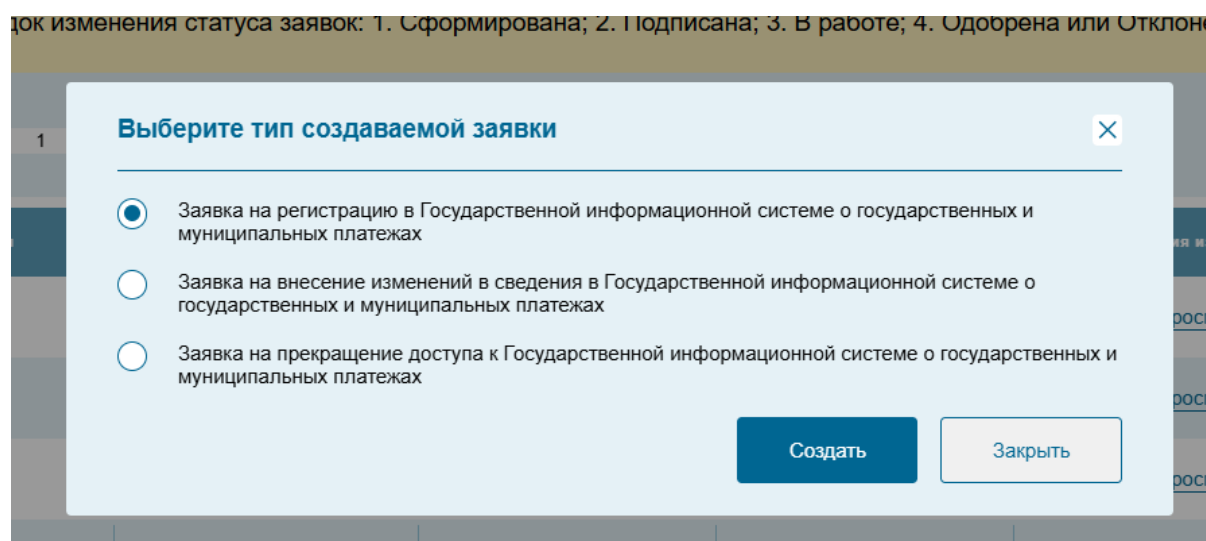 изменения статуса заявок: 1. Сформирована; 2. Подписана; 3. В работе; 4. Одобрена или
Выберите тип создаваемой заявки
1
Заявка на регистрацию в Государственной информационной системе о государственных и
муниципальных платежах
Заявка на внесение изменений в сведения в Государственной информационной системе о
государственных и муниципальных платежах
Заявка на прекращение доступа к Государственной информационной системе о государственных и
муниципальных платежах
Создать
Закрыть